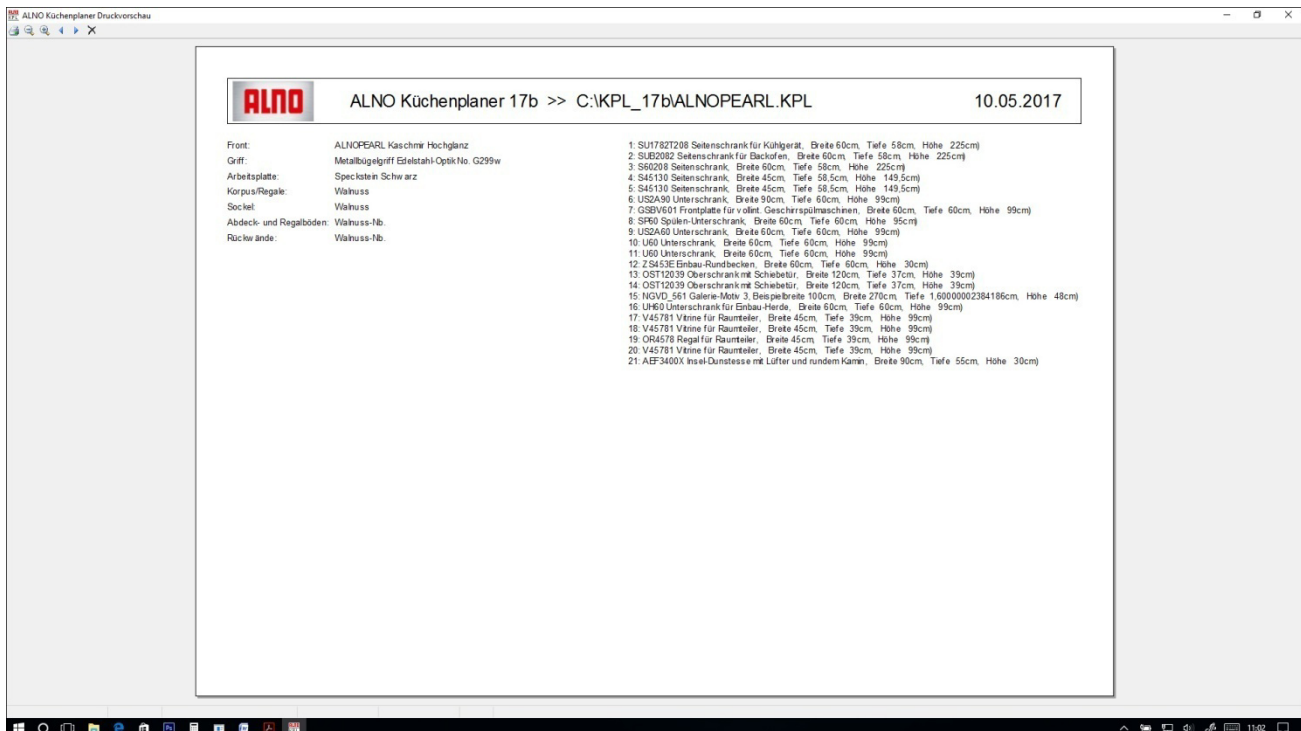 ALNO Küchenplaner Druckvorschau
ALNO
ALNO Küchenplaner 17b >> C:\KPL_17b\ALNOPEARL.KPL
10.05.2017
Front: ALNOPEARL Kaschmir Hochglanz
Griff: Metallbügelgriff Edelstahl-Optik No. G299w
Arbeitsplatte: Speckstein Schwarz
Korpus/Regale: Walnuss
Sockel: Walnuss
Abdeck- und Regalböden: Walnuss-Nb.
Rückwände: Walnuss-Nb.
1: SU1782T208 Seitenschrank für Kühlgerät, Breite 60cm, Tiefe 58cm, Höhe 225cm)
2: SUB2082 Seitenschrank für Backofen, Breite 60cm, Tiefe 58cm, Höhe 225cm)
3: S60208 Seitenschrank, Breite 60cm, Tiefe 58cm, Höhe 225cm)
4: S45130 Seitenschrank, Breite 45cm, Tiefe 58,5cm, Höhe 149,5cm)
5: S45130 Seitenschrank, Breite 45cm, Tiefe 58,5cm, Höhe 149,5cm)
6: US2A90 Unterschrank, Breite 90cm, Tiefe 60cm, Höhe 99cm)
7: GSBV601 Frontplatte für vollint. Geschirrspülmaschinen, Breite 60cm, Tiefe 60cm, Höhe 99cm)
8: SP60 Spülen-Unterschrank, Breite 60cm, Tiefe 60cm, Höhe 95cm)
9: US2A60 Unterschrank, Breite 60cm, Tiefe 60cm, Höhe 99cm)
10: U60 Unterschrank, Breite 60cm, Tiefe 60cm, Höhe 99cm)
11: U60 Unterschrank, Breite 60cm, Tiefe 60cm, Höhe 99cm)
12: ZS453E Einbau-Rundbecken, Breite 60cm, Tiefe 60cm, Höhe 30cm)
13: OST12039 Oberschrank mit Schiebetür, Breite 120cm, Tiefe 37cm, Höhe 39cm)
14: OST12039 Oberschrank mit Schiebetür, Breite 120cm, Tiefe 37cm, Höhe 39cm)
15: NGVD_561 Galerie-Motiv 3, Beispielbreite 100cm, Breite 270cm, Tiefe 1,60000002384186cm, Höhe 48cm)
16: UH60 Unterschrank für Einbau-Herde, Breite 60cm, Tiefe 60cm, Höhe 99cm)
17: V45781 Vitrine für Raumteiler, Breite 45cm, Tiefe 39cm, Höhe 99cm)
18: V45781 Vitrine für Raumteiler, Breite 45cm, Tiefe 39cm, Höhe 99cm)
19: OR4578 Regal für Raumteiler, Breite 45cm, Tiefe 39cm, Höhe 99cm)
20: V45781 Vitrine für Raumteiler, Breite 45cm, Tiefe 39cm, Höhe 99cm)
21: AEF3400X Insel-Dunstesse mit Lüfter und rundem Kamin, Breite 90cm, Tiefe 55cm, Höhe 30cm)
11:02